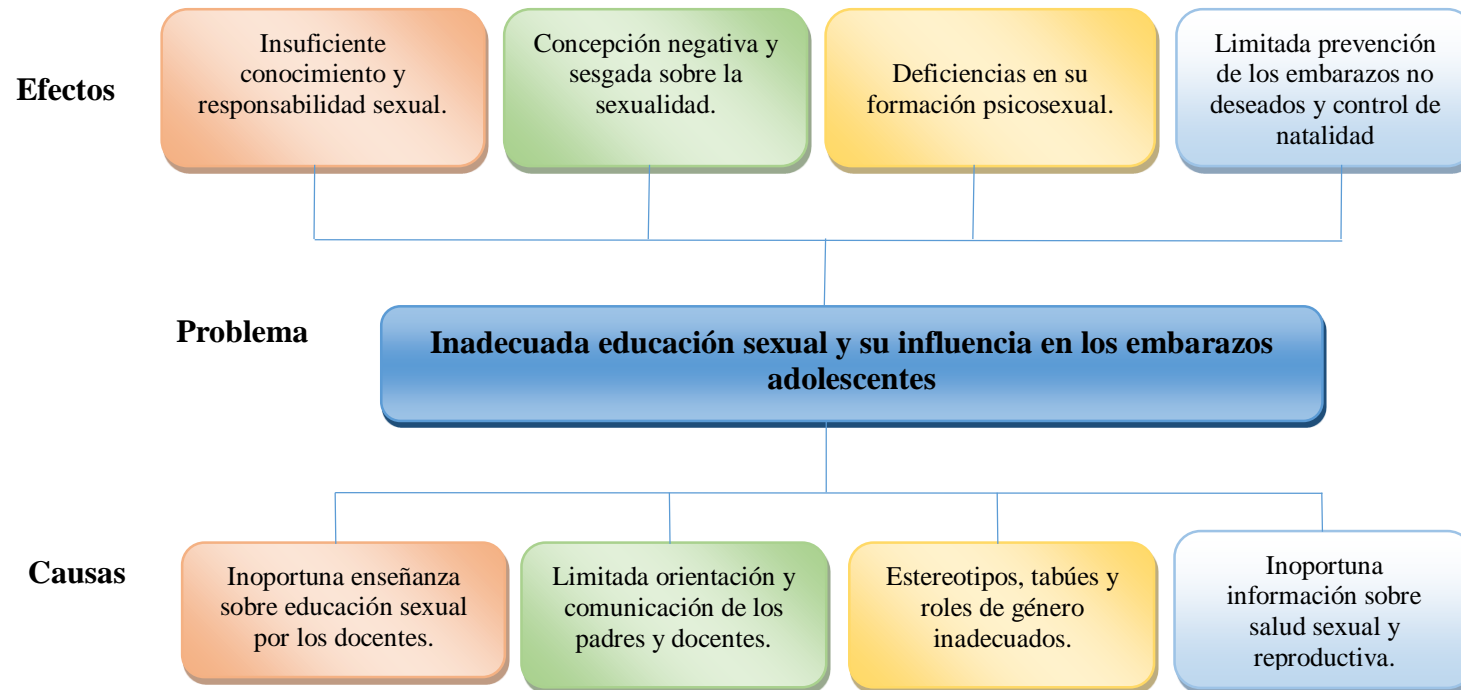 Efectos
Insuficiente
conocimiento y
responsabilidad sexual.
Concepción negativa y
sesgada sobre la
sexualidad.
Deficiencias en su
formación psicosexual.
Limitada prevención
de los embarazos no
deseados y control de
natalidad
Problema
Inadecuada educación sexual y su influencia en los embarazos
adolescentes
Causas
Inoportuna enseñanza
sobre educación sexual
por los docentes.
Limitada orientación y
comunicación de los
padres y docentes.
Estereotipos, tabúes y
roles de género
inadecuados.
Inoportuna
información sobre
salud sexual y
reproductiva.